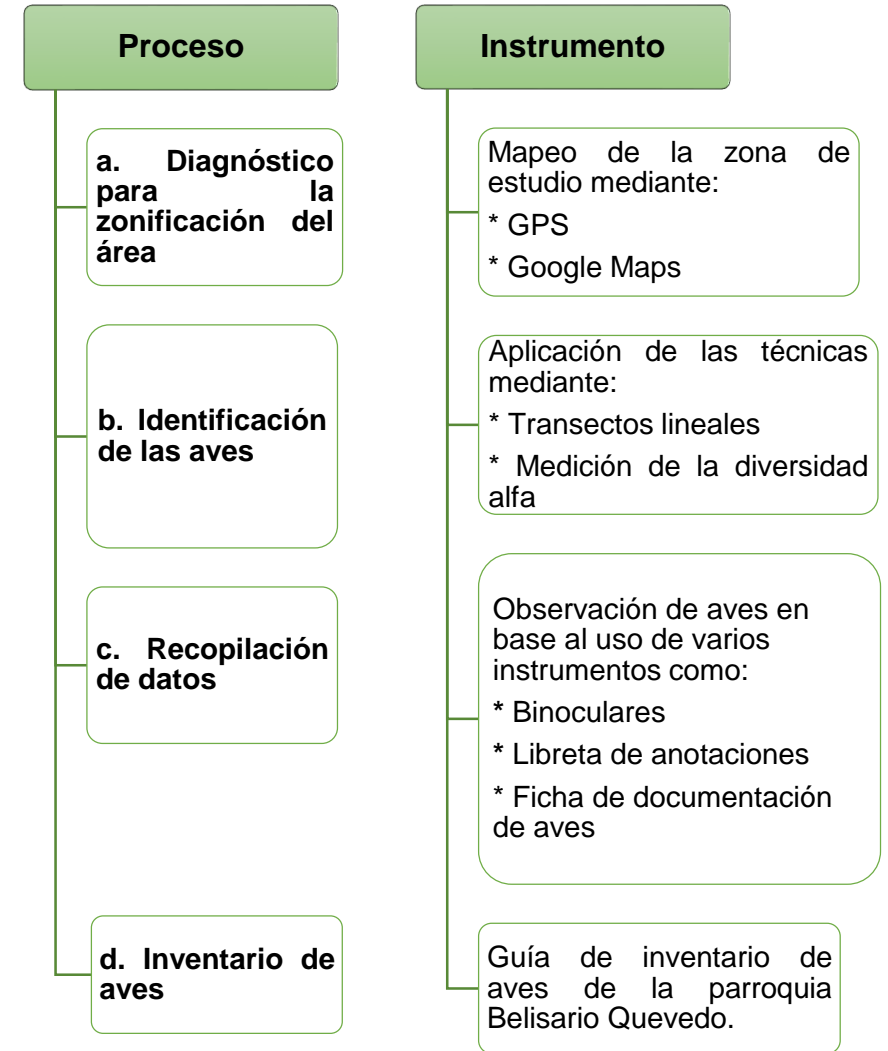 Proceso
a. Diagnóstico
para la
zonificación del
área
b. Identificación
de las aves
c. Recopilación
de datos
d. Inventario de
aves
Instrumento
Mapeo de la zona de
estudio mediante:
* GPS
* Google Maps
Aplicación de las técnicas
mediante:
* Transectos lineales
* Medición de la diversidad
alfa
Observación de aves en
base al uso de varios
instrumentos como:
* Binoculares
* Libreta de anotaciones
* Ficha de documentación
de aves
Guía de inventario de
aves de la parroquia
Belisario Quevedo.